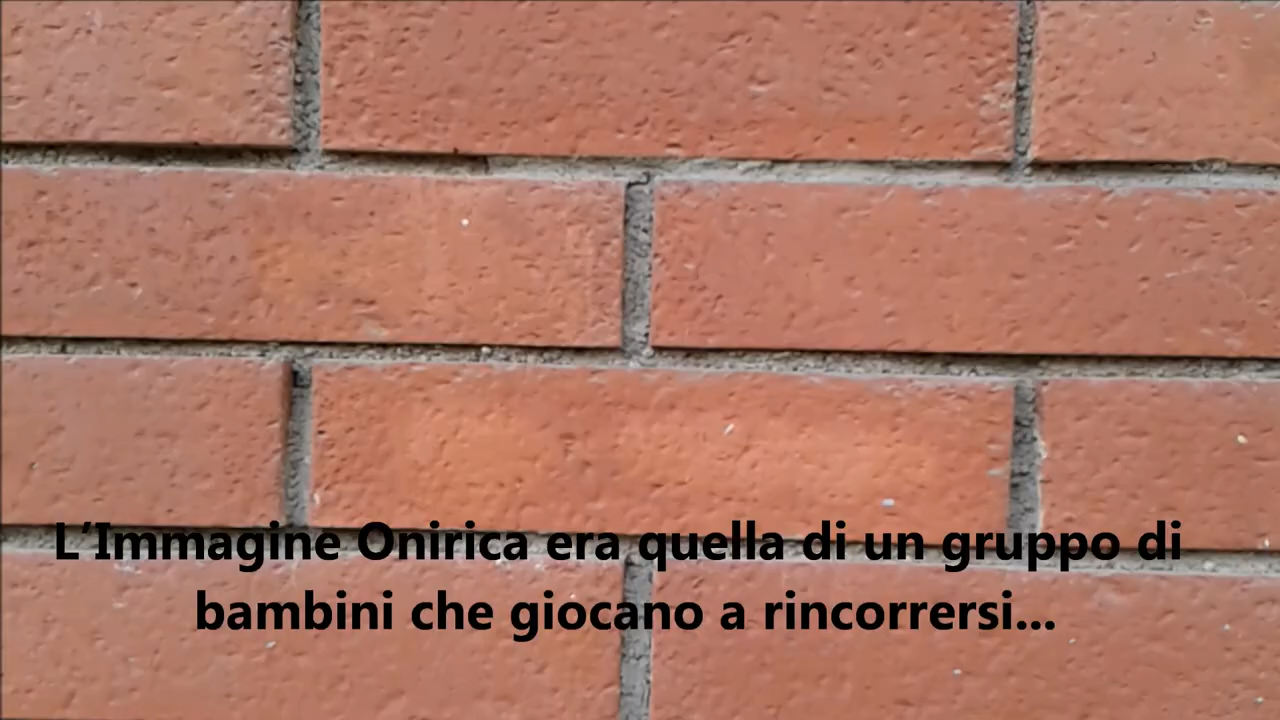 L'Immagine Onirica era quella di un gruppo di
bambini che giocano a rincorrersi...